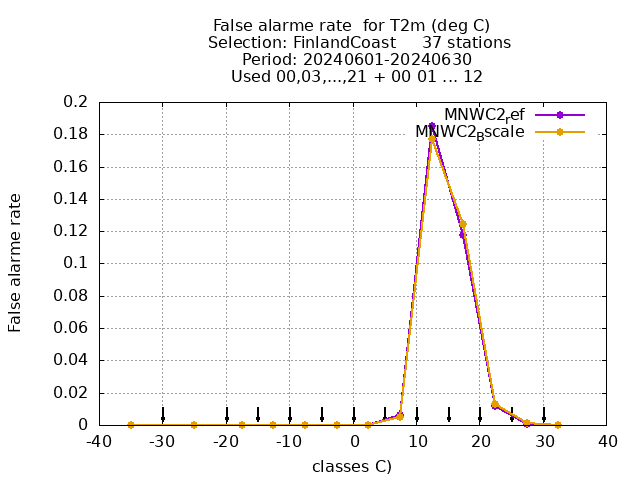 False alarme rate  for T2m (deg C)
Selection: FinlandCoast     37 stations
Period: 20240601-20240630
Used 00,03,...,21 + 00 01 ... 12
MNWC2ref
MNWC2Bscale
False alarme rate
0.2
0.18
0.16
0.14
0.12
0.1
0.08
0.06
0.04
0.02
0
-40 -30 -20 -10 0 10 20 30 40
classes C)